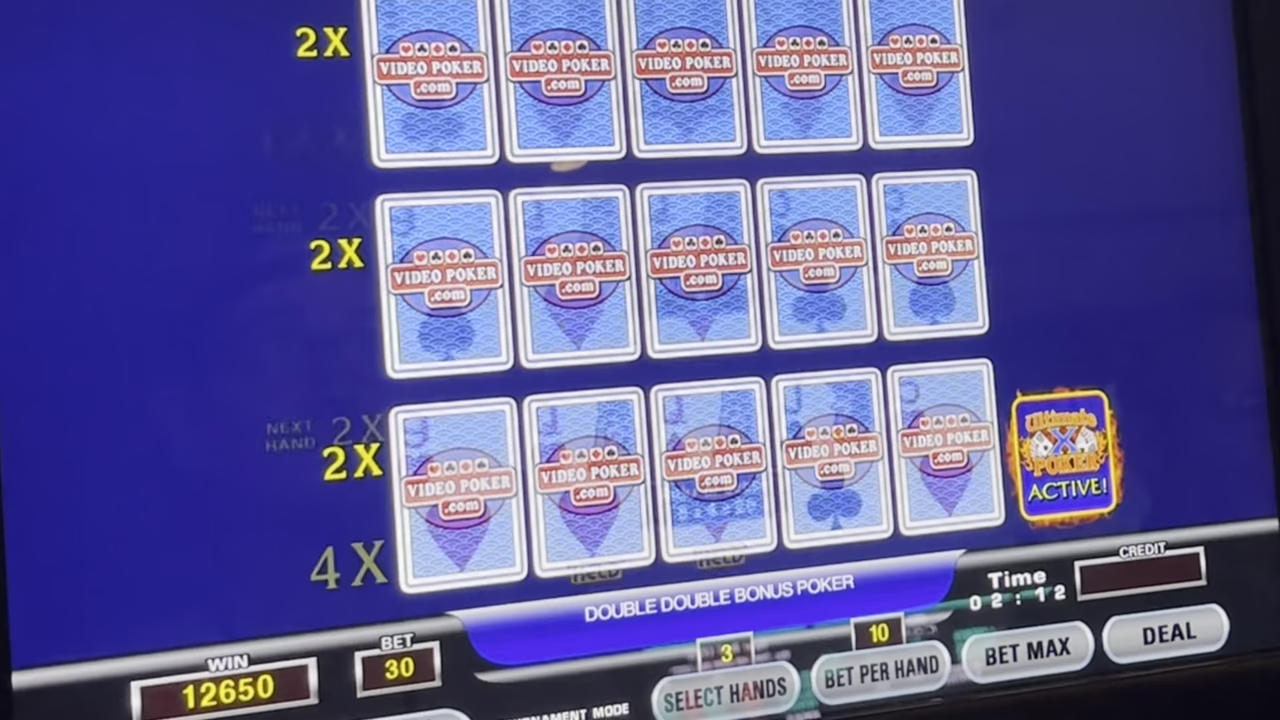 2X
VIDEO POKER VIDEO POKER VIDEO POKER VIDEO POKER VIDEO POKER
.com .com .com .com .com
NEXT HAND 2X
2X
VIDEO POKER VIDEO POKER VIDEO POKER VIDEO POKER VIDEO POKER
.com .com .com .com .com
NEXT HAND 2X
2X
VIDEO POKER VIDEO POKER VIDEO POKER VIDEO POKER VIDEO POKER
.com .com .com .com .com
4X
Ultimate
X
POKER
ACTIVE!
DOUBLE DOUBLE BONUS POKER
Time
02:12
CREDIT
WIN
12650
BET
30
3
10
SELECT HANDS
BET PER HAND
BET MAX
DEAL
TOURNAMENT MODE